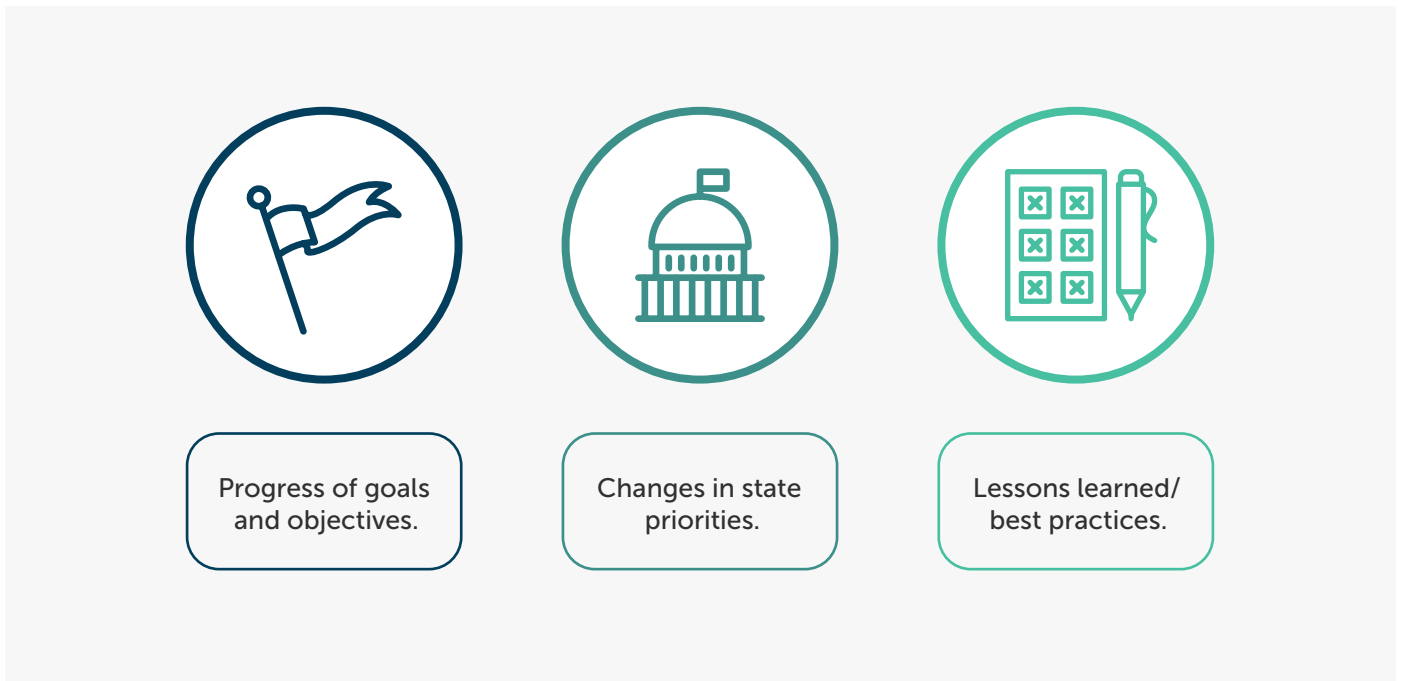 Progress of goals
and objectives.
Changes in state
priorities.
Lessons learned/
best practices.